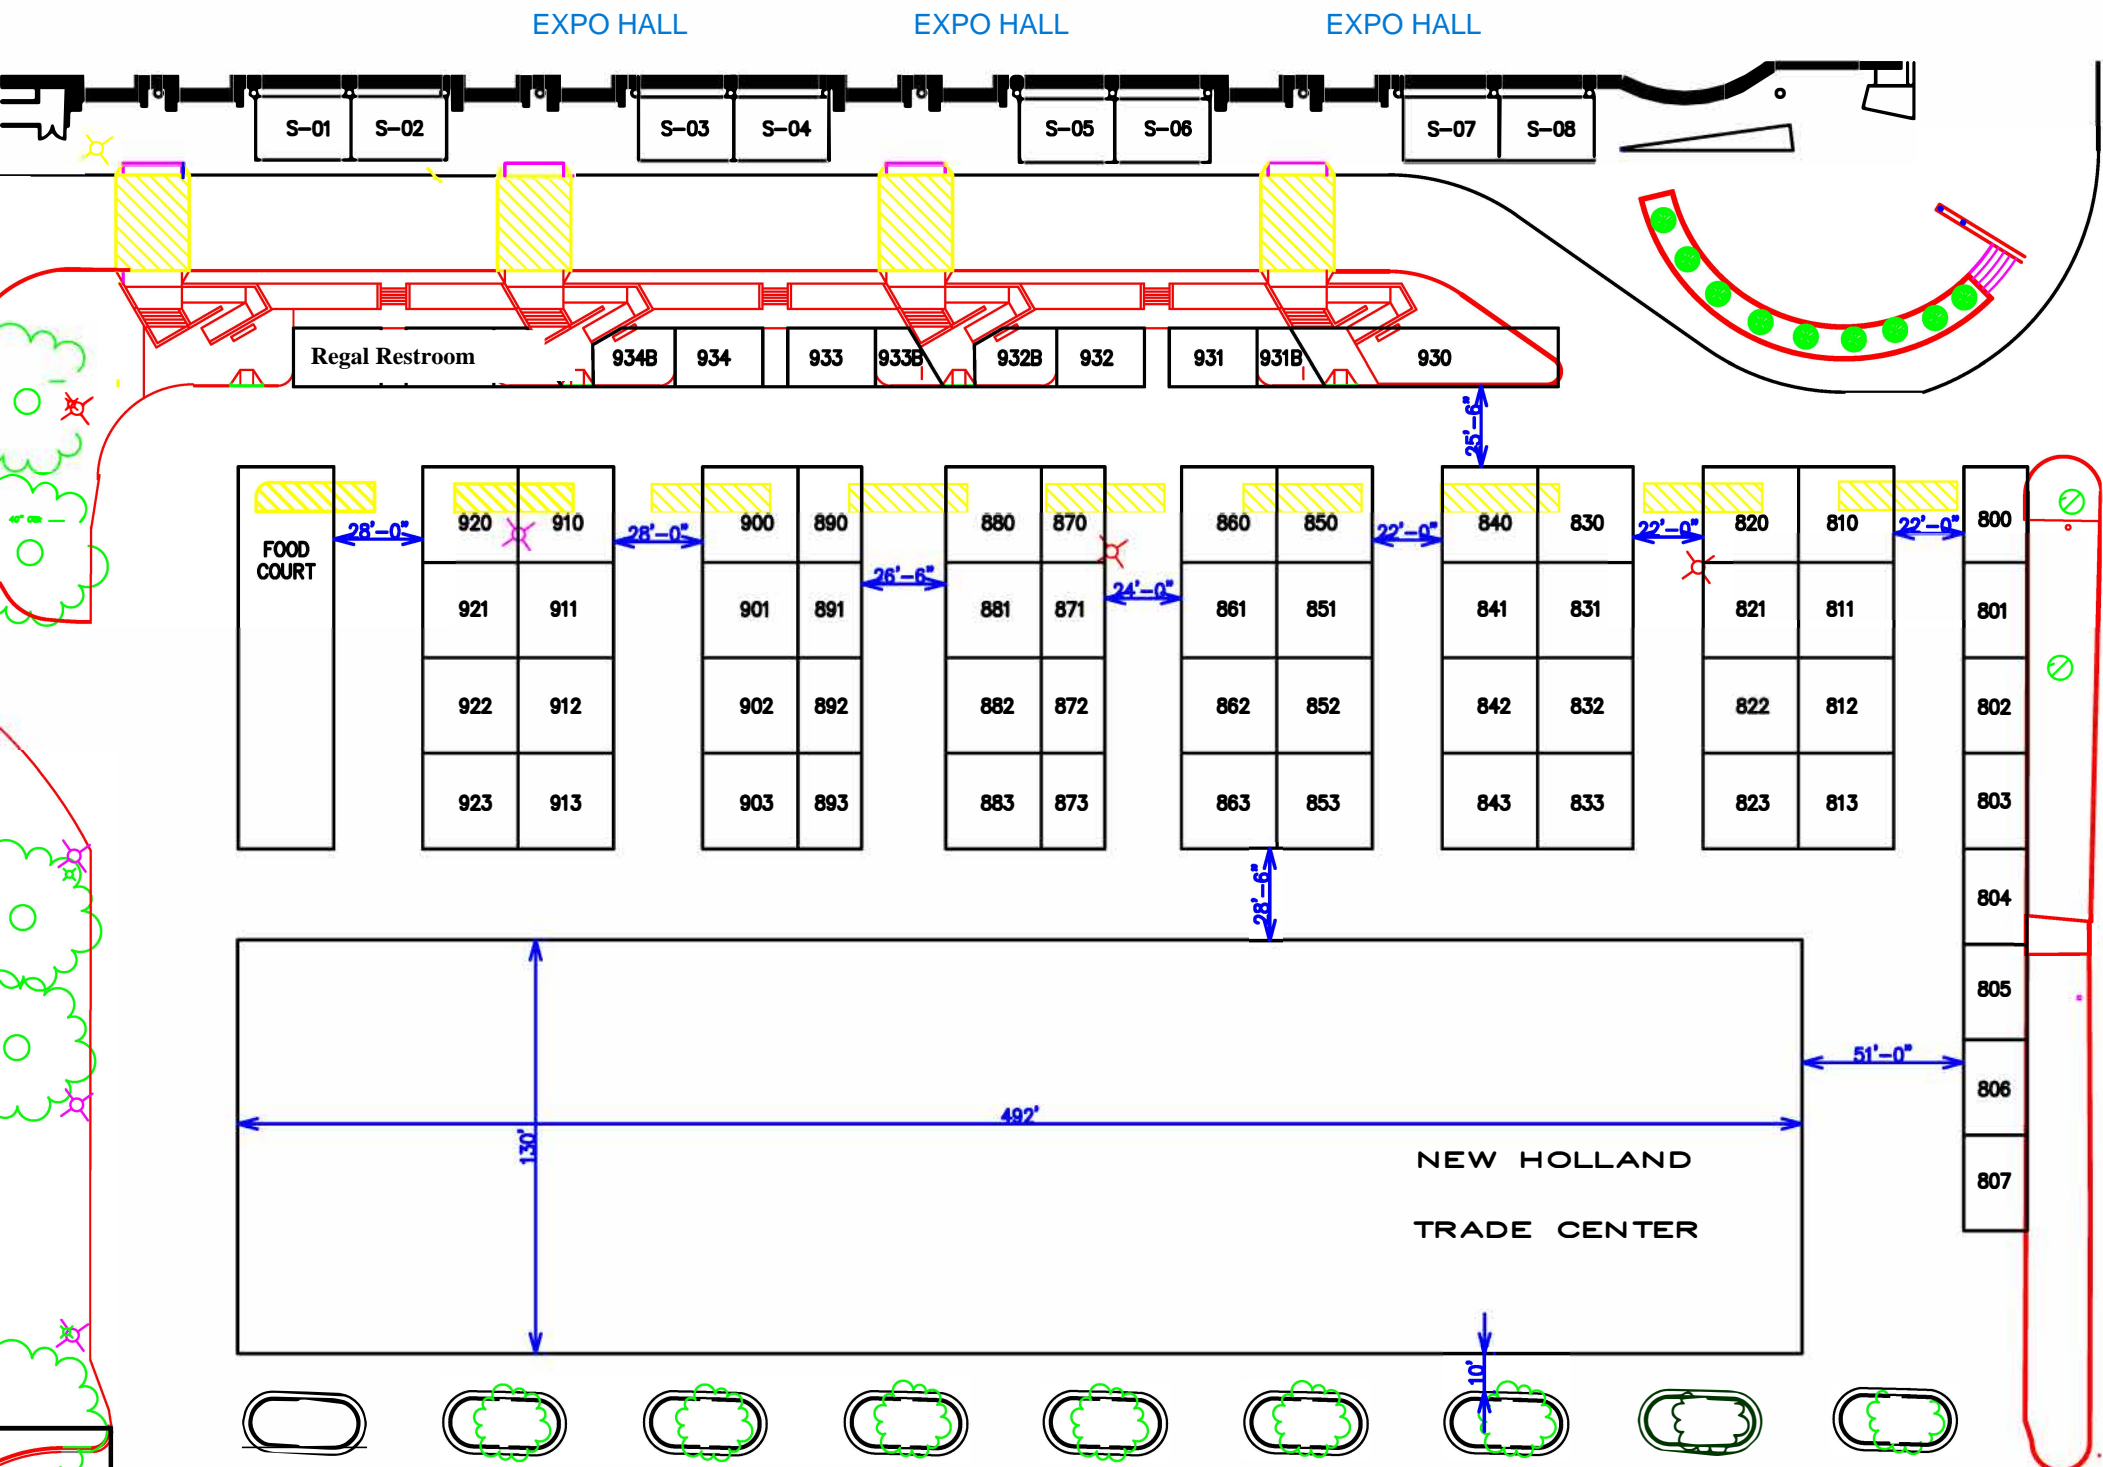 EXPO HALL EXPO HALL EXPO HALL
S-01 S-02 S-03 S-04 S-05 S-06 S-07 S-08
Regal Restroom 934B 934 933 933B 932B 932 931 931B 930
25'-6"
920 910 900 890 880 870 860 850 840 830 820 810 800
28'-0" 28'-0" 22'-0" 22'-0" 22'-0"
FOOD
COURT
26'-6" 24'-0"
921 911 901 891 881 871 861 851 841 831 821 811 801
922 912 902 892 882 872 862 852 842 832 822 812 802
923 913 903 893 883 873 863 853 843 833 823 813 803
28'-6"
804
805
51'-0"
806
492'
130'
NEW HOLLAND
807
TRADE CENTER
10'